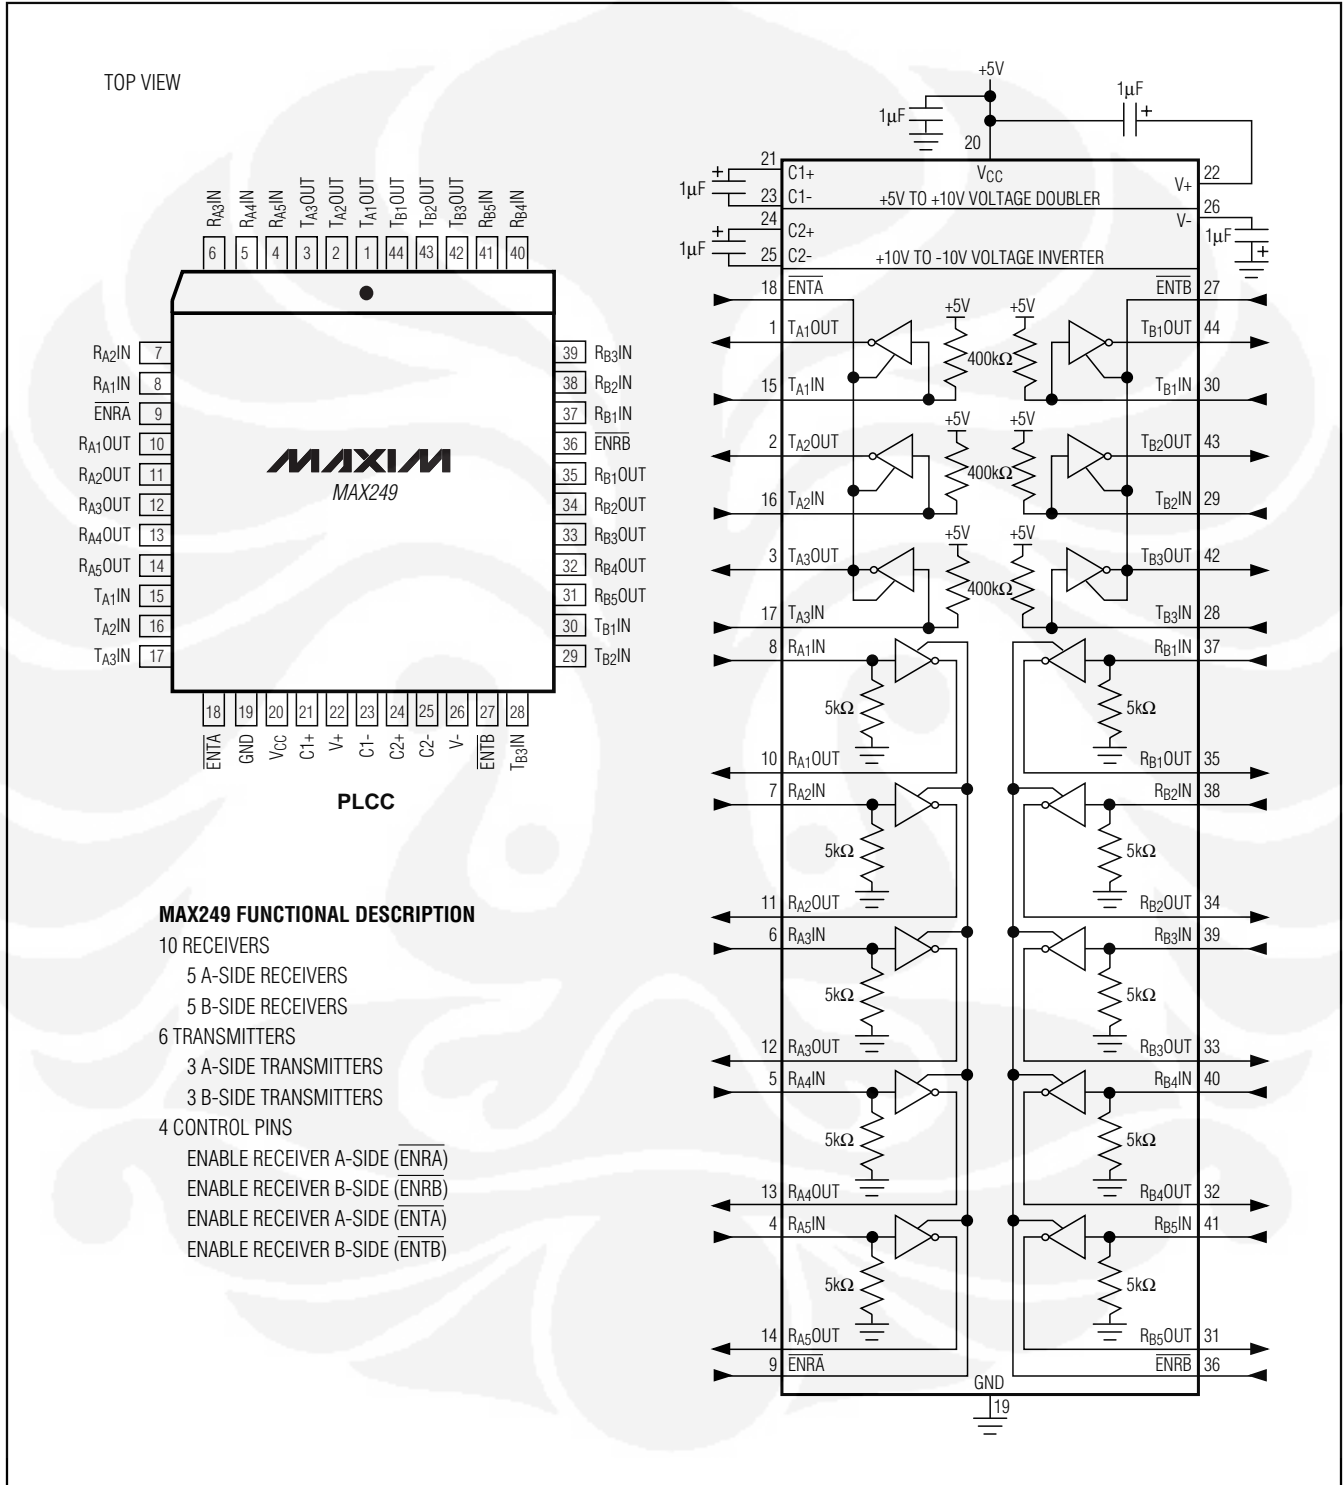 TOP VIEW
RA3IN RA4IN RA5IN TA3OUT TA2OUT TA1OUT TB1OUT TB2OUT TB3OUT RB5IN RB4IN
6 5 4 3 2 1 44 43 42 41 40
RA2IN 7
RA1IN 8
ENRA 9
RA1OUT 10
RA2OUT 11
RA3OUT 12
RA4OUT 13
RA5OUT 14
TA1IN 15
TA2IN 16
TA3IN 17
MAXIM
MAX249
39 RB3IN
38 RB2IN
37 RB1IN
36 ENRB
35 RB1OUT
34 RB2OUT
33 RB3OUT
32 RB4OUT
31 RB5OUT
30 TB1IN
29 TB2IN
18 19 20 21 22 23 24 25 26 27 28
ENTA GND VCC C1+ V+ C1- C2+ C2- V- ENTB TB3IN
PLCC
MAX249 FUNCTIONAL DESCRIPTION
10 RECEIVERS
5 A-SIDE RECEIVERS
5 B-SIDE RECEIVERS
6 TRANSMITTERS
3 A-SIDE TRANSMITTERS
3 B-SIDE TRANSMITTERS
4 CONTROL PINS
ENABLE RECEIVER A-SIDE (ENRA)
ENABLE RECEIVER B-SIDE (ENRB)
ENABLE RECEIVER A-SIDE (ENTA)
ENABLE RECEIVER B-SIDE (ENTB)
+5V
1μF 1μF +
20
21 C1+ VCC V+ 22
+ 1μF
23 C1- +5V TO +10V VOLTAGE DOUBLER
24 C2+ V- 26
+ 1μF 1μF +
25 C2- +10V TO -10V VOLTAGE INVERTER
18 ENTA ENTB 27
+5V +5V
1 TA1OUT TB1OUT 44
400kΩ
15 TA1IN TB1IN 30
+5V +5V
2 TA2OUT TB2OUT 43
400kΩ
16 TA2IN TB2IN 29
+5V +5V
3 TA3OUT TB3OUT 42
400kΩ
17 TA3IN TB3IN 28
8 RA1IN RB1IN 37
5kΩ 5kΩ
10 RA1OUT RB1OUT 35
7 RA2IN RB2IN 38
5kΩ 5kΩ
11 RA2OUT RB2OUT 34
6 RA3IN RB3IN 39
5kΩ 5kΩ
12 RA3OUT RB3OUT 33
5 RA4IN RB4IN 40
5kΩ 5kΩ
13 RA4OUT RB4OUT 32
4 RA5IN RB5IN 41
5kΩ 5kΩ
14 RA5OUT RB5OUT 31
9 ENRA ENRB 36
GND
19